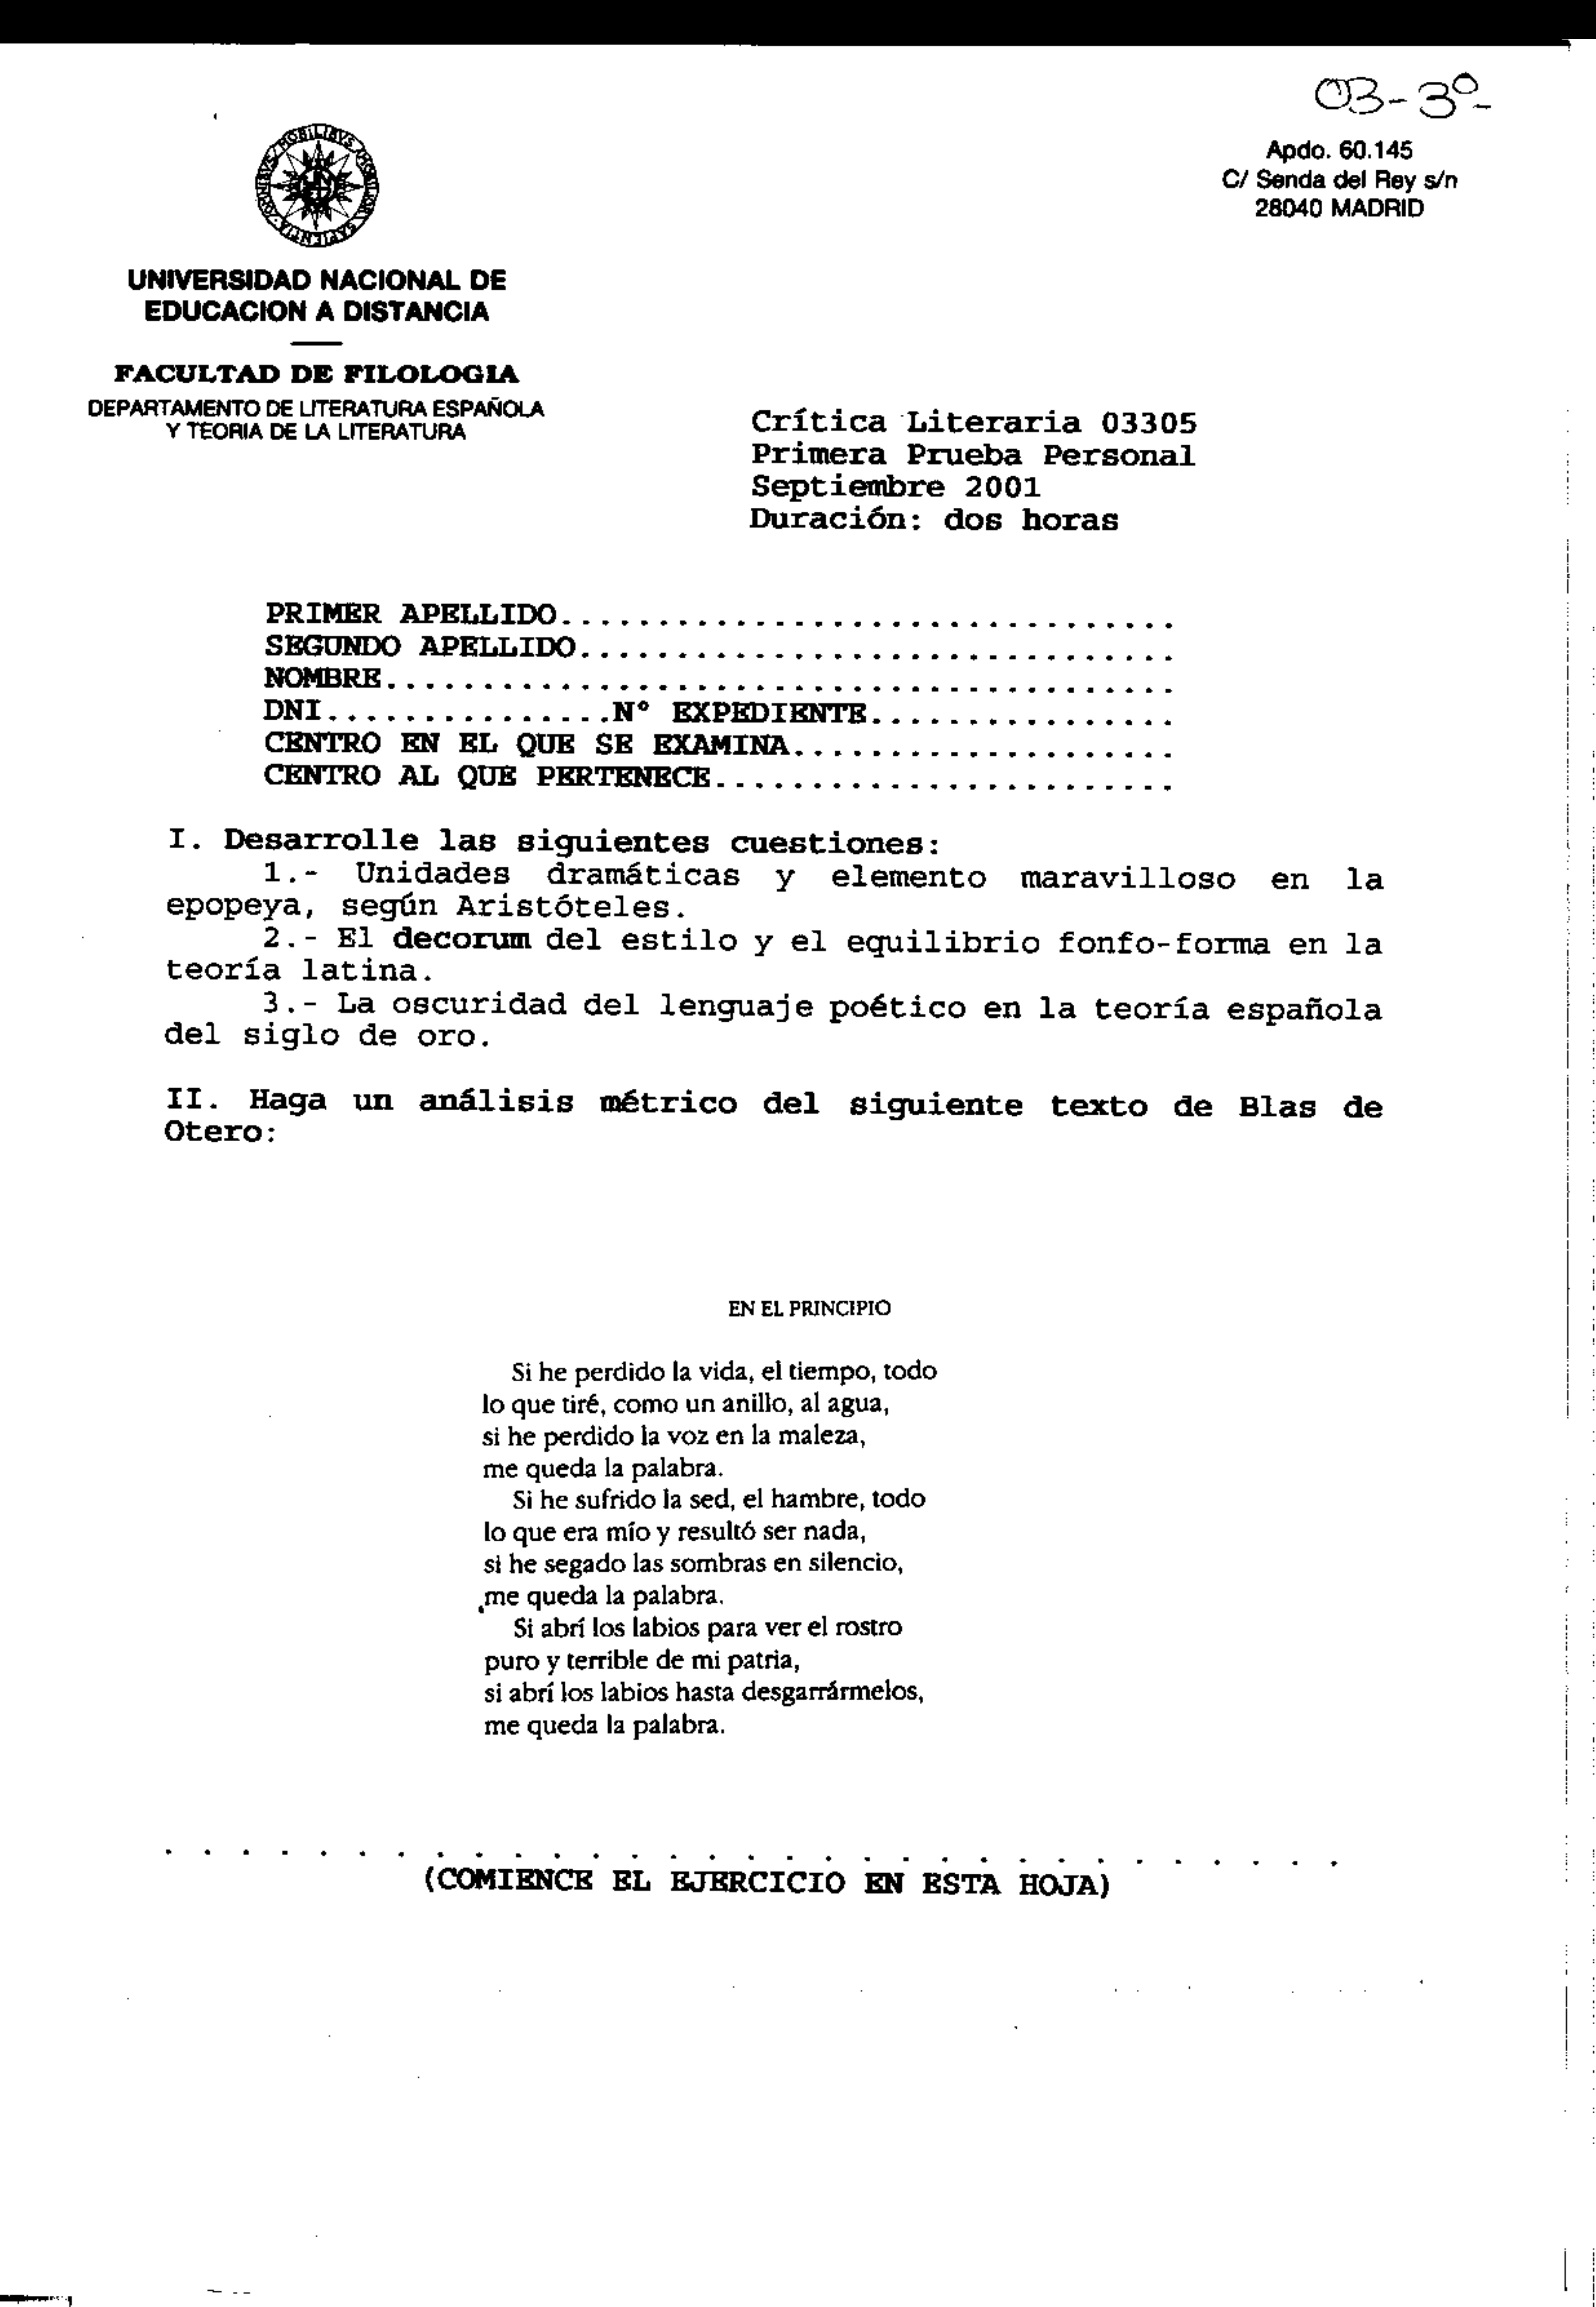 03-3º
Apdo. 60.145
C/ Senda del Rey s/n
28040 MADRID
UNIVERSIDAD NACIONAL DE
EDUCACION A DISTANCIA
FACULTAD DE FILOLOGIA
DEPARTAMENTO DE LITERATURA ESPAÑOLA
Y TEORIA DE LA LITERATURA
Crítica Literaria 03305
Primera Prueba Personal
Septiembre 2001
Duración: dos horas
PRIMER APELLIDO................................
SEGUNDO APELLIDO...............................
NOMBRE.........................................
DNI...............Nº EXPEDIENTE................
CENTRO EN EL QUE SE EXAMINA....................
CENTRO AL QUE PERTENECE........................
I. Desarrolle las siguientes cuestiones:
1.- Unidades dramáticas y elemento maravilloso en la
epopeya, según Aristóteles.
2.- El decorum del estilo y el equilibrio fonfo-forma en la
teoría latina.
3.- La oscuridad del lenguaje poético en la teoría española
del siglo de oro.
II. Haga un análisis métrico del siguiente texto de Blas de
Otero:
EN EL PRINCIPIO
Si he perdido la vida, el tiempo, todo
lo que tiré, como un anillo, al agua,
si he perdido la voz en la maleza,
me queda la palabra.
Si he sufrido la sed, el hambre, todo
lo que era mío y resultó ser nada,
si he segado las sombras en silencio,
me queda la palabra.
Si abrí los labios para ver el rostro
puro y terrible de mi patria,
si abrí los labios hasta desgarrármelos,
me queda la palabra.
. . . . . . . . . . . . . . . . . . . . . . . . . . . . . . .
(COMIENCE EL EJERCICIO EN ESTA HOJA)